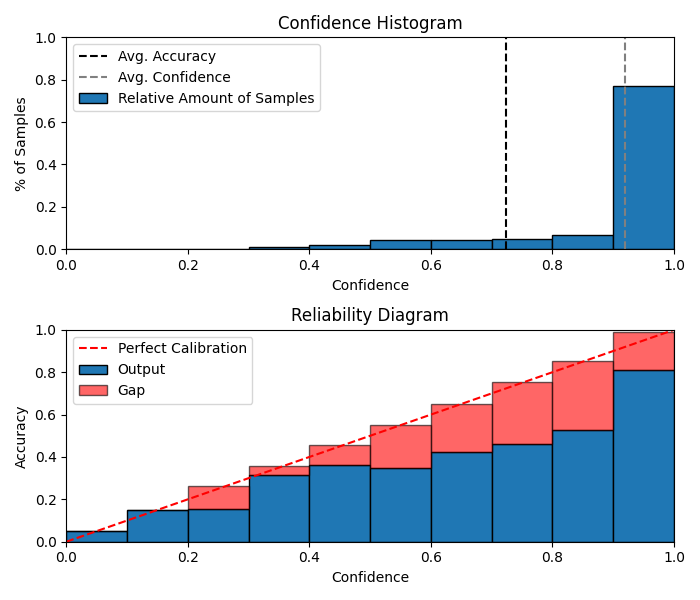 Confidence Histogram
1.0
0.8
0.6
0.4
0.2
0.0
% of Samples
Avg. Accuracy
Avg. Confidence
Relative Amount of Samples
0.0 0.2 0.4 0.6 0.8 1.0
Confidence
Reliability Diagram
1.0
0.8
0.6
0.4
0.2
0.0
Accuracy
Perfect Calibration
Output
Gap
0.0 0.2 0.4 0.6 0.8 1.0
Confidence